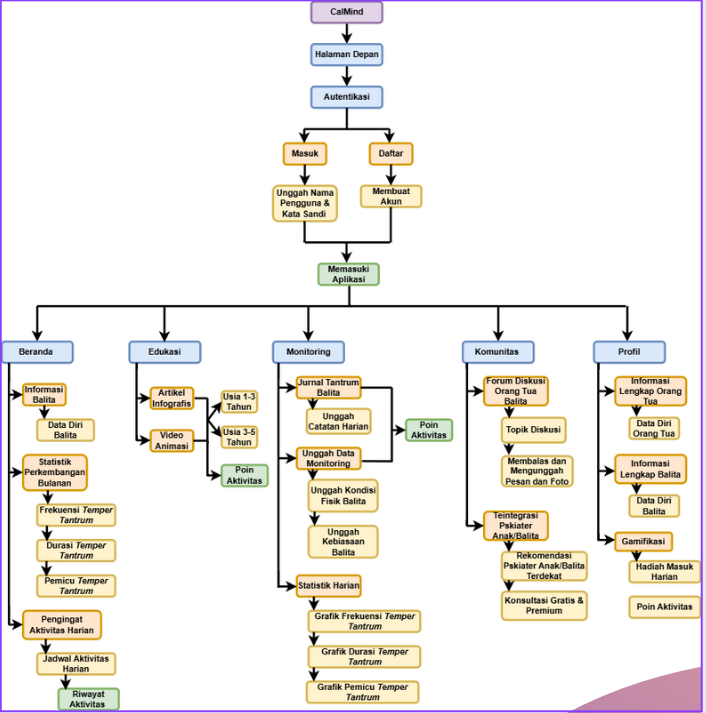 CalMind
Halaman Depan
Autentikasi
Masuk
Daftar
Unggah Nama
Pengguna &
Kata Sandi
Membuat
Akun
Memasuki
Aplikasi
Beranda
Edukasi
Monitoring
Komunitas
Profil
Informasi
Balita
Data Diri
Balita
Statistik
Perkembangan
Bulanan
Frekuensi Temper
Tantrum
Durasi Temper
Tantrum
Pemicu Temper
Tantrum
Pengingat
Aktivitas Harian
Jadwal Aktivitas
Harian
Riwayat
Aktivitas
Artikel
Infografis
Video
Animasi
Usia 1-3
Tahun
Usia 3-5
Tahun
Poin
Aktivitas
Jurnal Tantrum
Balita
Unggah
Catatan Harian
Unggah Data
Monitoring
Unggah Kondisi
Fisik Balita
Unggah
Kebiasaan
Balita
Poin
Aktivitas
Statistik Harian
Grafik Frekuensi Temper
Tantrum
Grafik Durasi Temper
Tantrum
Grafik Pemicu Temper
Tantrum
Forum Diskusi
Orang Tua
Balita
Topik Diskusi
Membalas dan
Mengunggah
Pesan dan Foto
Teintegrasi
Pskiater
Anak/Balita
Rekomendasi
Pskiater Anak/Balita
Terdekat
Konsultasi Gratis &
Premium
Informasi
Lengkap Orang
Tua
Data Diri
Orang Tua
Informasi
Lengkap Balita
Data Diri
Balita
Gamifikasi
Hadiah Masuk
Harian
Poin Aktivitas